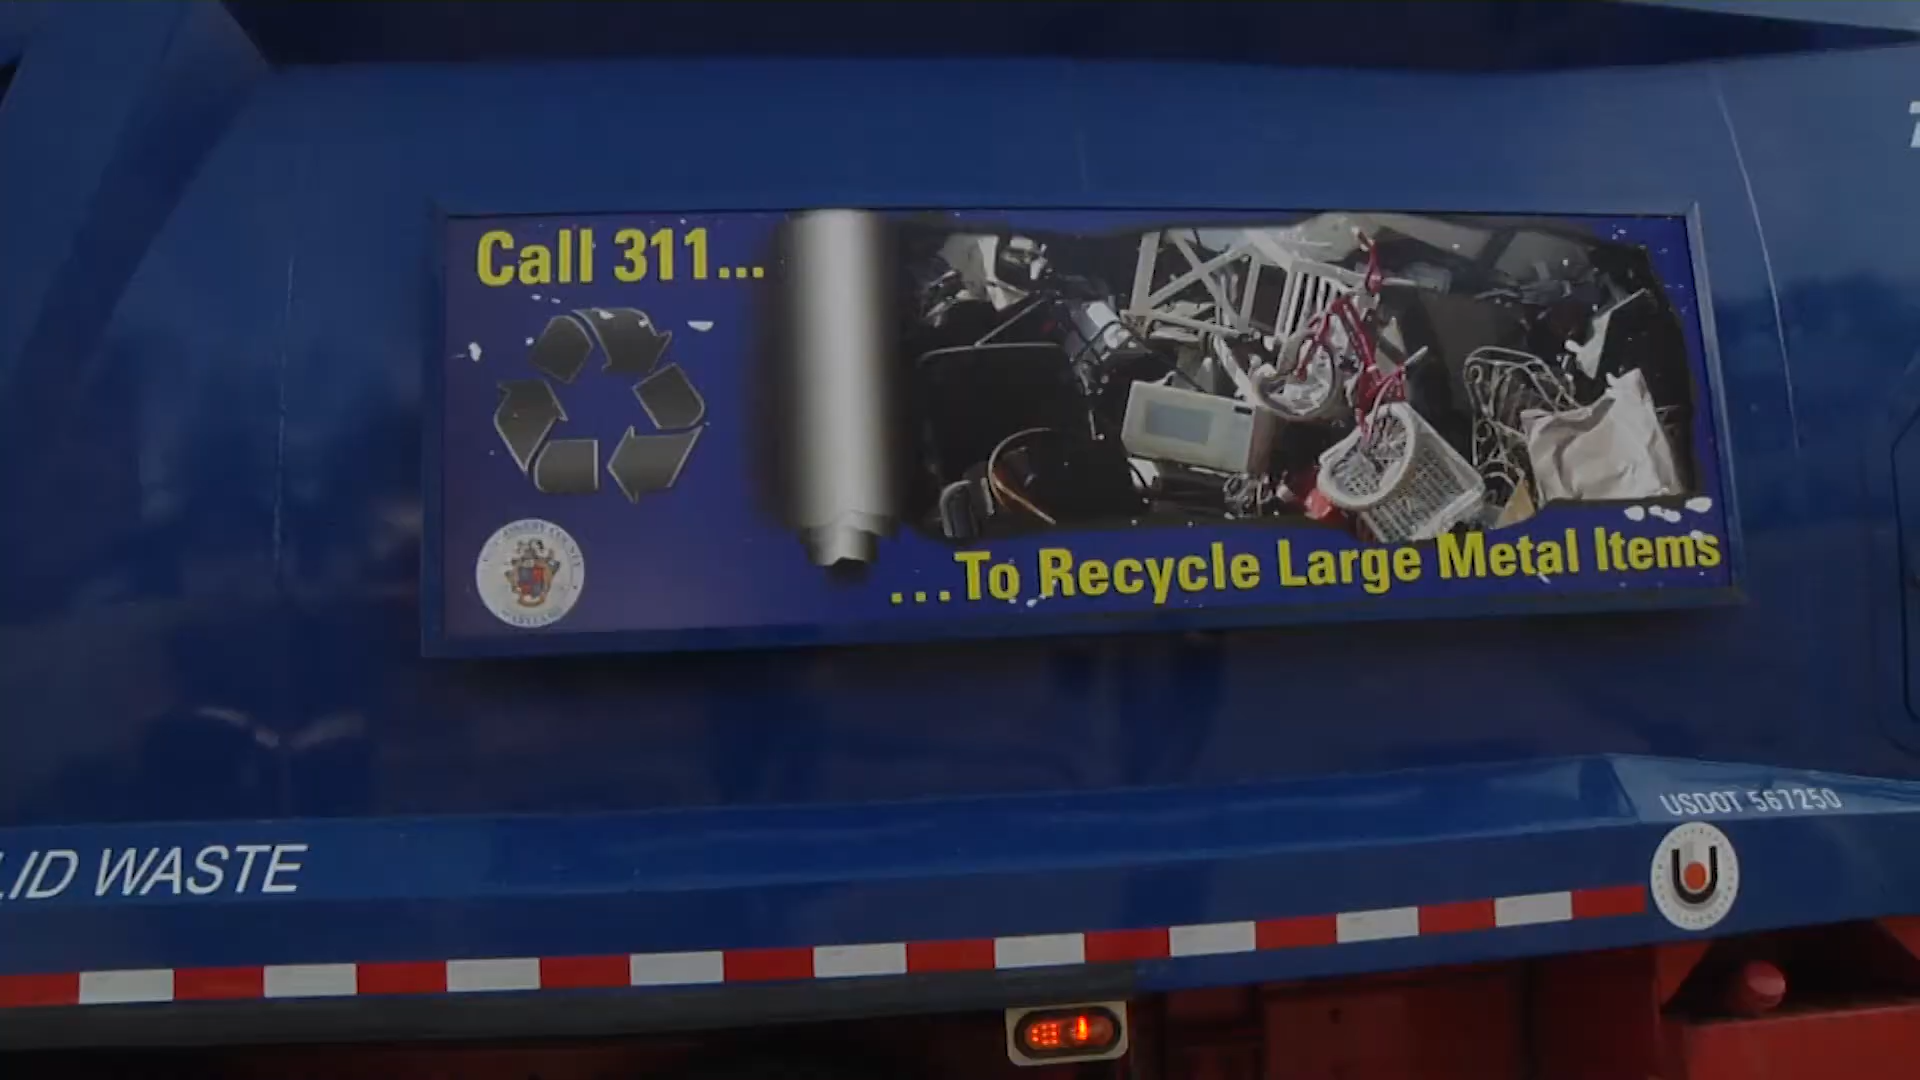 Call 311...
...To Recycle Large Metal Items
USDOT 567250
LID WASTE